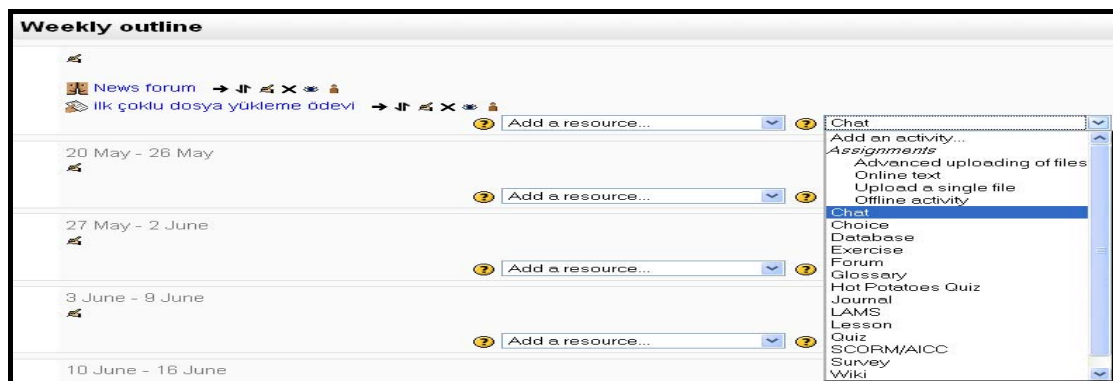 Weekly outline
News forum
ilk çoklu dosya yükleme ödevi
Add a resource... Chat
Add an activity...
Assignments
Advanced uploading of files
Online text
Upload a single file
Offline activity
Chat
Choice
Database
Exercise
Forum
Glossary
Hot Potatoes Quiz
Journal
LAMS
Lesson
Quiz
SCORM/AICC
Survey
Wiki
20 May - 26 May
Add a resource...
27 May - 2 June
Add a resource...
3 June - 9 June
Add a resource...
10 June - 16 June